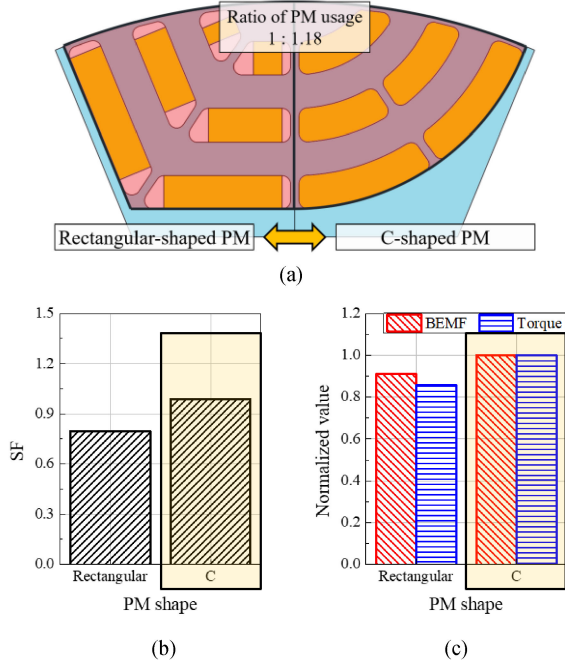 Ratio of PM usage
1 : 1.18
Rectangular-shaped PM
C-shaped PM
(a)
1.5
1.2
0.9
0.6
0.3
0.0
SF
Rectangular
C
PM shape
(b)
BEMF
Torque
1.2
1.0
0.8
0.6
0.4
0.2
0.0
Normalized value
Rectangular
C
PM shape
(c)